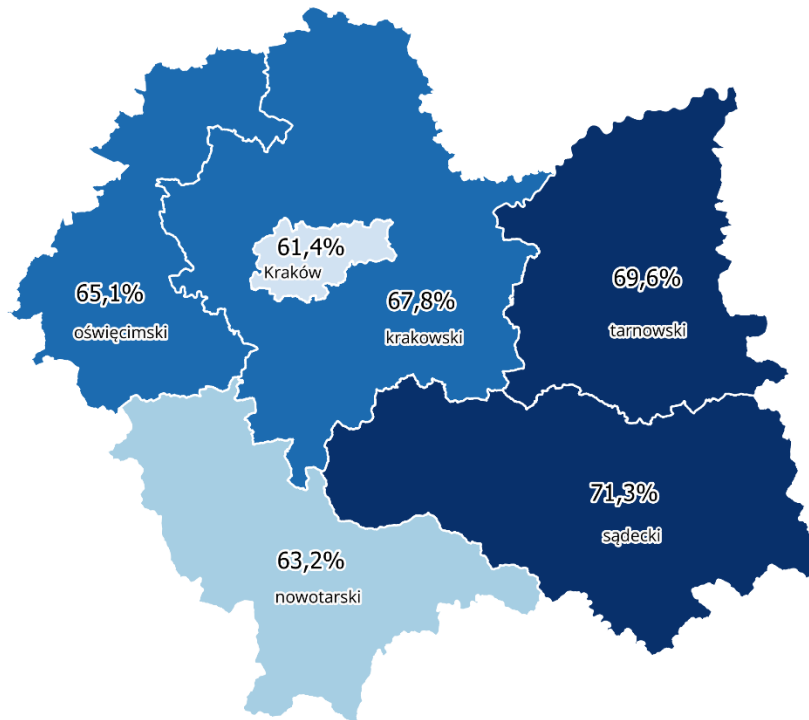 61,4%
Kraków
65,1%
oświęcimski
67,8%
krakowski
69,6%
tarnowski
71,3%
sądecki
63,2%
nowotarski